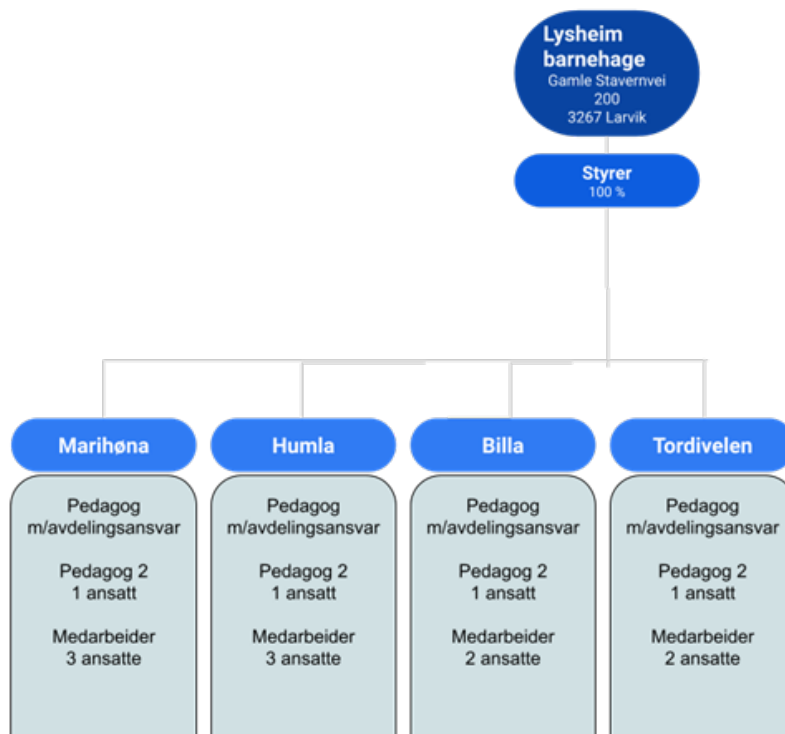 Lysheim
barnehage
Gamle Stavernvei
200
3267 Larvik
Styrer
100 %
Marihøna
Pedagog
m/avdelingsansvar
Pedagog 2
1 ansatt
Medarbeider
3 ansatte
Humla
Pedagog
m/avdelingsansvar
Pedagog 2
1 ansatt
Medarbeider
3 ansatte
Billa
Pedagog
m/avdelingsansvar
Pedagog 2
1 ansatt
Medarbeider
2 ansatte
Tordivelen
Pedagog
m/avdelingsansvar
Pedagog 2
1 ansatt
Medarbeider
2 ansatte